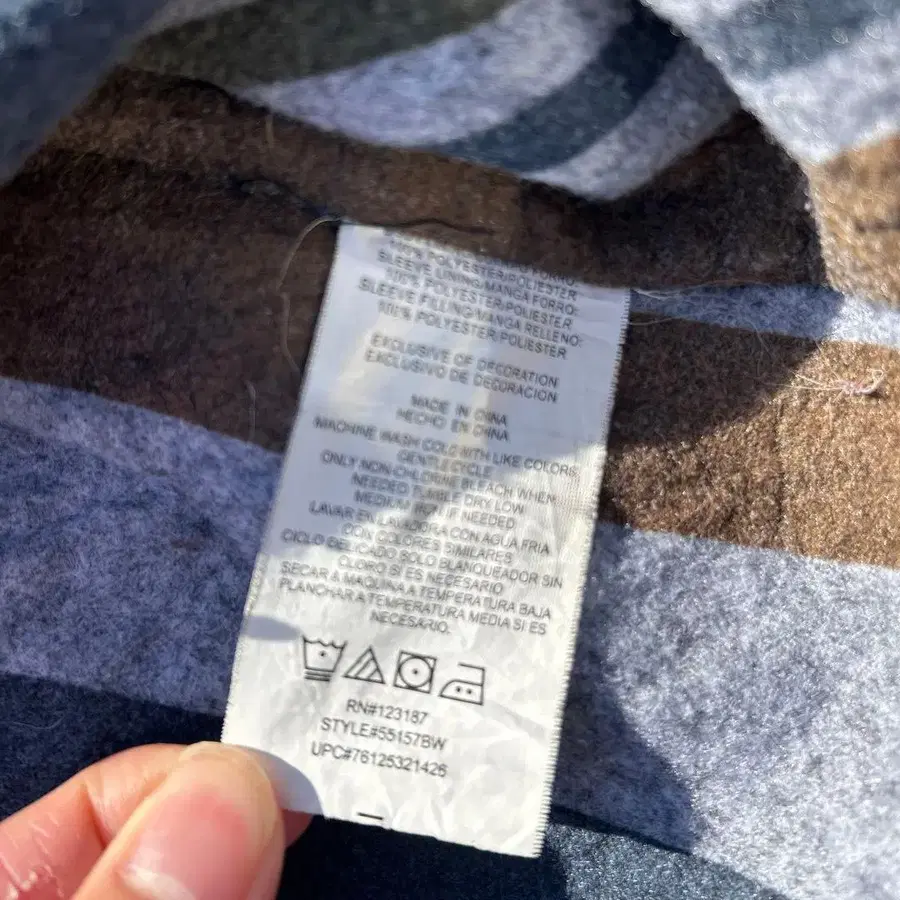 100% POLYESTER/POLIESTER
SLEEVE LINING/MANGA FORRO:
100% POLYESTER/POLIESTER
SLEEVE FILLING/MANGA RELLENO:
100% POLYESTER/POLIESTER
EXCLUSIVE OF DECORATION
EXCLUSIVO DE DECORACION
MADE IN CHINA
HECHO EN CHINA
MACHINE WASH COLD WITH LIKE COLORS
GENTLE CYCLE
ONLY NON-CHLORINE BLEACH WHEN
NEEDED TUMBLE DRY LOW
MEDIUM IRON IF NEEDED
LAVAR EN LAVADORA CON AGUA FRIA
CON COLORES SIMILARES
CICLO DELICADO SOLO BLANQUEADOR SIN
CLORO SI ES NECESARIO
SECAR A MAQUINA A TEMPERATURA BAJA
PLANCHAR A TEMPERATURA MEDIA SI ES
NECESARIO.
RN#123187
STYLE#55157BW
UPC#76125321426